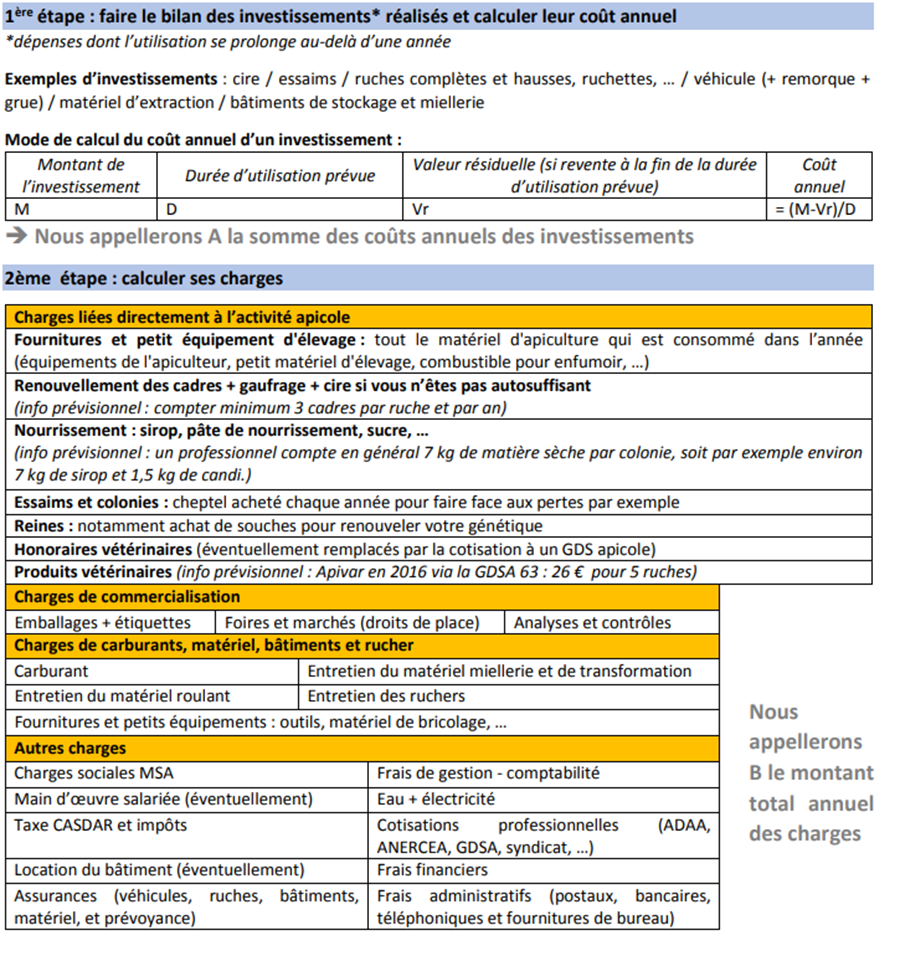 1ère étape : faire le bilan des investissements* réalisés et calculer leur coût annuel
*dépenses dont l'utilisation se prolonge au-delà d'une année
Exemples d'investissements : cire / essaims / ruches complètes et hausses, ruchettes, … / véhicule (+ remorque +
grue) / matériel d'extraction / bâtiments de stockage et miellerie
Mode de calcul du coût annuel d'un investissement :
Montant de l'investissement | Durée d'utilisation prévue | Valeur résiduelle (si revente à la fin de la durée d'utilisation prévue) | Coût annuel
M | D | Vr | = (M-Vr)/D
➔ Nous appellerons A la somme des coûts annuels des investissements
2ème étape : calculer ses charges
Charges liées directement à l'activité apicole
Fournitures et petit équipement d'élevage : tout le matériel d'apiculture qui est consommé dans l'année
(équipements de l'apiculteur, petit matériel d'élevage, combustible pour enfumoir, …)
Renouvellement des cadres + gaufrage + cire si vous n'êtes pas autosuffisant
(info prévisionnel : compter minimum 3 cadres par ruche et par an)
Nourrissement : sirop, pâte de nourrissement, sucre, …
(info prévisionnel : un professionnel compte en général 7 kg de matière sèche par colonie, soit par exemple environ
7 kg de sirop et 1,5 kg de candi.)
Essaims et colonies : cheptel acheté chaque année pour faire face aux pertes par exemple
Reines : notamment achat de souches pour renouveler votre génétique
Honoraires vétérinaires (éventuellement remplacés par la cotisation à un GDS apicole)
Produits vétérinaires (info prévisionnel : Apivar en 2016 via la GDSA 63 : 26 € pour 5 ruches)
Charges de commercialisation
Emballages + étiquettes | Foires et marchés (droits de place) | Analyses et contrôles
Charges de carburants, matériel, bâtiments et rucher
Carburant | Entretien du matériel miellerie et de transformation
Entretien du matériel roulant | Entretien des ruchers
Fournitures et petits équipements : outils, matériel de bricolage, …
Autres charges
Charges sociales MSA | Frais de gestion - comptabilité
Main d'œuvre salariée (éventuellement) | Eau + électricité
Taxe CASDAR et impôts | Cotisations professionnelles (ADAA, ANERCEA, GDSA, syndicat, …)
Location du bâtiment (éventuellement) | Frais financiers
Assurances (véhicules, ruches, bâtiments, matériel, et prévoyance) | Frais administratifs (postaux, bancaires, téléphoniques et fournitures de bureau)
Nous
appellerons
B le montant
total annuel
des charges